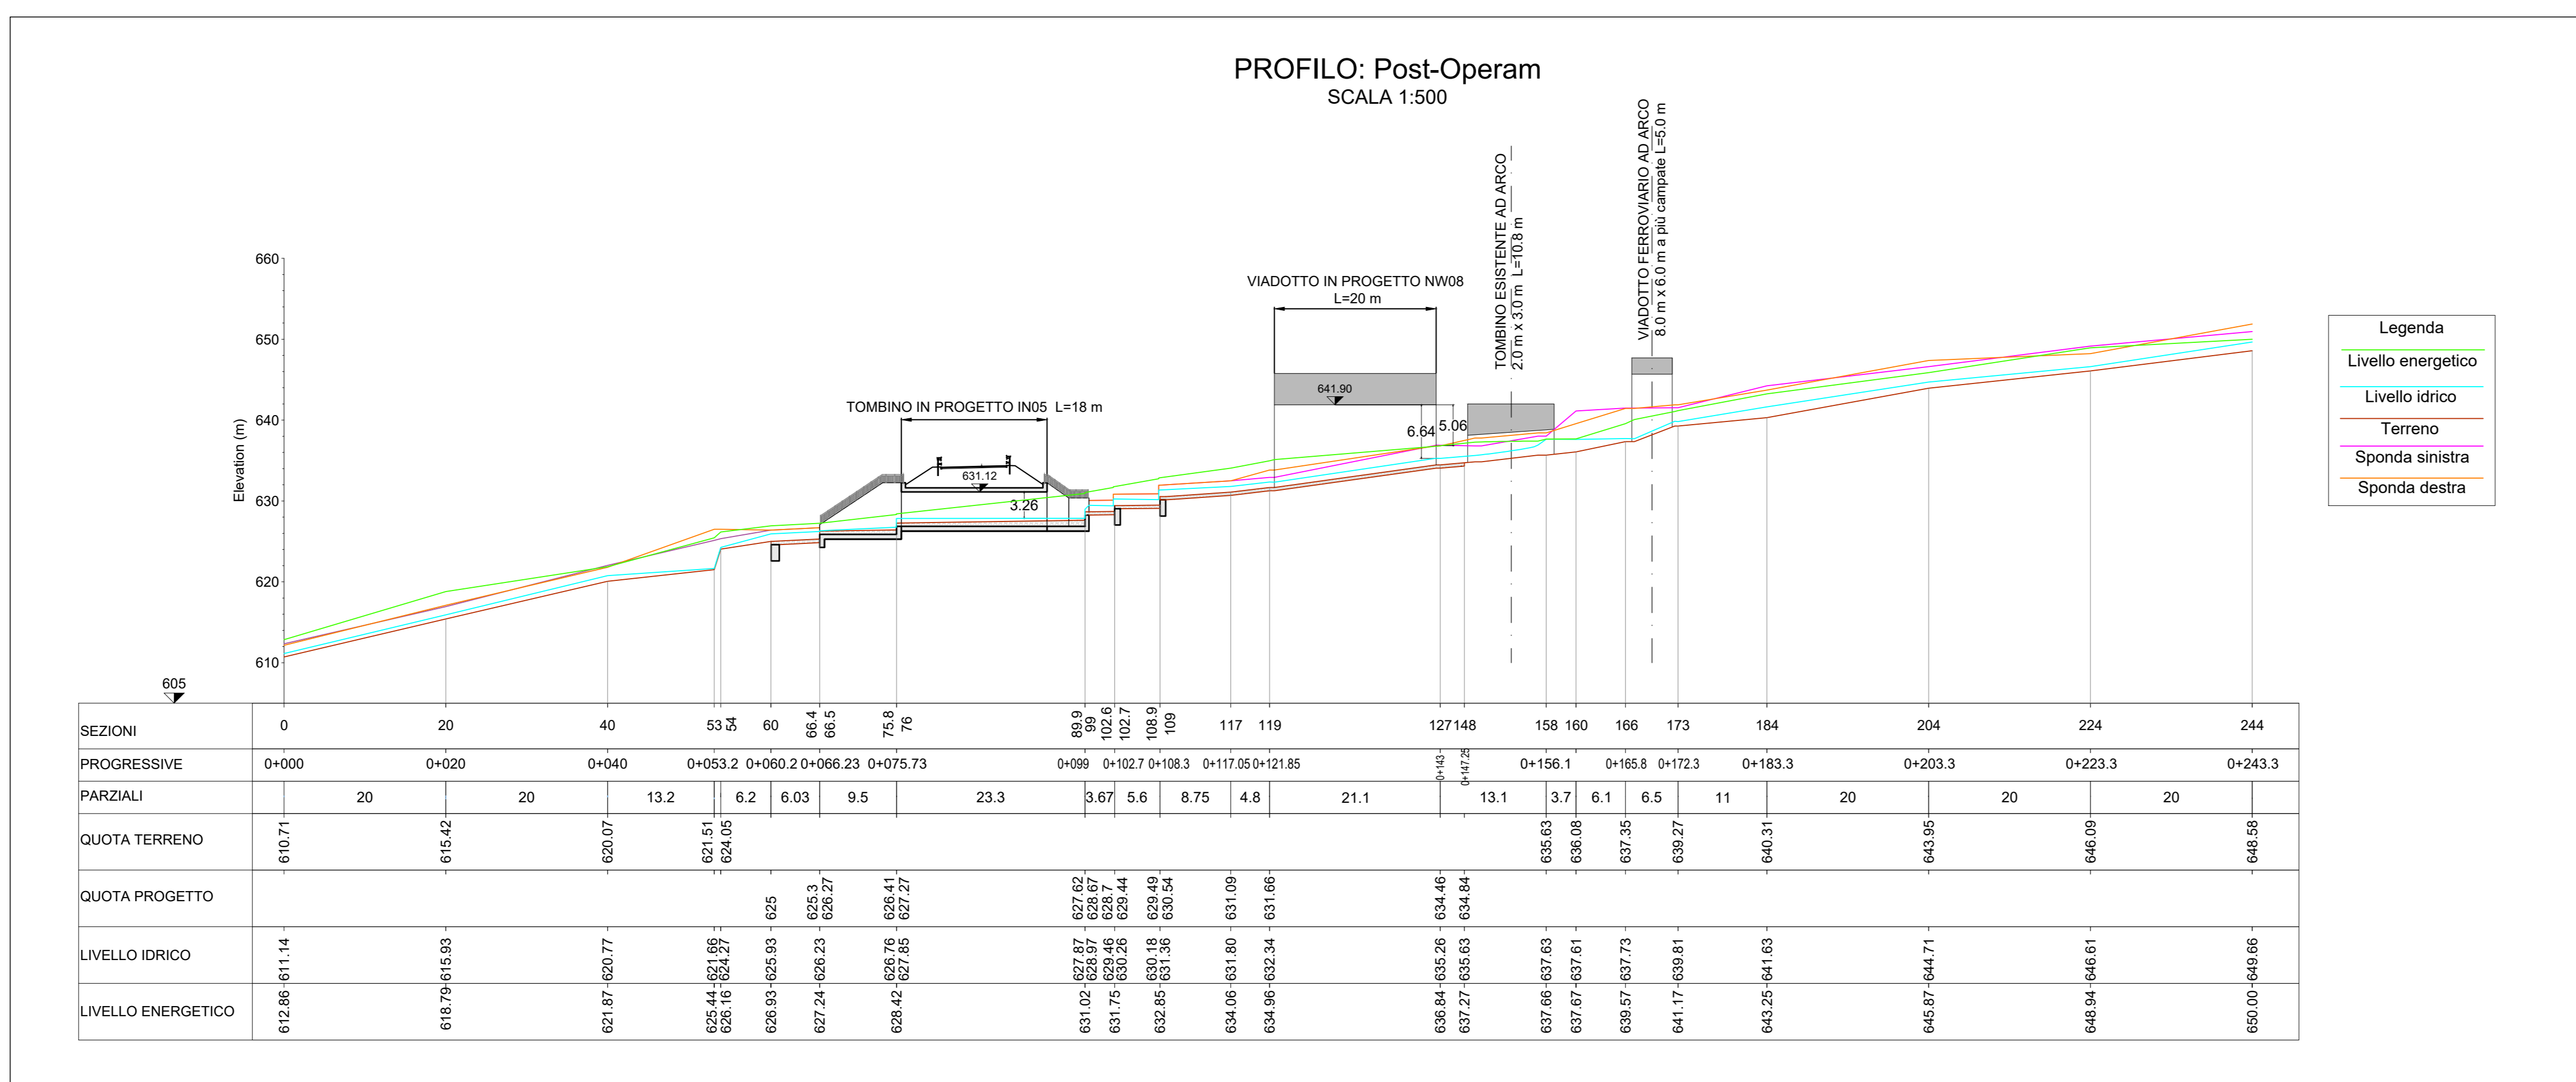 PROFILO: Post-Operam
SCALA 1:500
660
650
640
630
620
610
Elevation (m)
605
TOMBINO IN PROGETTO IN05 L=18 m
631.12
3.26
VIADOTTO IN PROGETTO NW08
L=20 m
641.90
6.64
5.06
TOMBINO ESISTENTE AD ARCO
2.0 m x 3.0 m L=10.8 m
VIADOTTO FERROVIARIO AD ARCO
8.0 m x 6.0 m a più campate L=5.0 m
Legenda
Livello energetico
Livello idrico
Terreno
Sponda sinistra
Sponda destra
SEZIONI 0 20 40 53 54 60 66.4 66.5 75.8 76 89.9 99 102.6 102.7 108.9 109 117 119 127 148 158 160 166 173 184 204 224 244
PROGRESSIVE 0+000 0+020 0+040 0+053.2 0+060.2 0+066.23 0+075.73 0+099 0+102.7 0+108.3 0+117.05 0+121.85 0+143 0+147.25 0+156.1 0+165.8 0+172.3 0+183.3 0+203.3 0+223.3 0+243.3
PARZIALI 20 20 13.2 6.2 6.03 9.5 23.3 3.67 5.6 8.75 4.8 21.1 13.1 3.7 6.1 6.5 11 20 20 20
QUOTA TERRENO 610.71 615.42 620.07 621.51 624.05 635.63 636.08 637.35 639.27 640.31 643.95 646.09 648.58
QUOTA PROGETTO 625 625.3 626.27 626.41 627.27 627.62 628.67 628.7 629.44 629.49 630.54 631.09 631.66 634.46 634.84
LIVELLO IDRICO 611.14 615.93 620.77 621.66 624.27 625.93 626.23 626.76 627.85 627.87 628.97 629.46 630.26 630.18 631.36 631.80 632.34 635.26 635.63 637.63 637.61 637.73 639.81 641.63 644.71 646.61 649.66
LIVELLO ENERGETICO 612.86 618.79 621.87 625.44 626.16 626.93 627.24 628.42 631.02 631.75 632.85 634.06 634.96 636.84 637.27 637.66 637.67 639.57 641.17 643.25 645.87 648.94 650.00